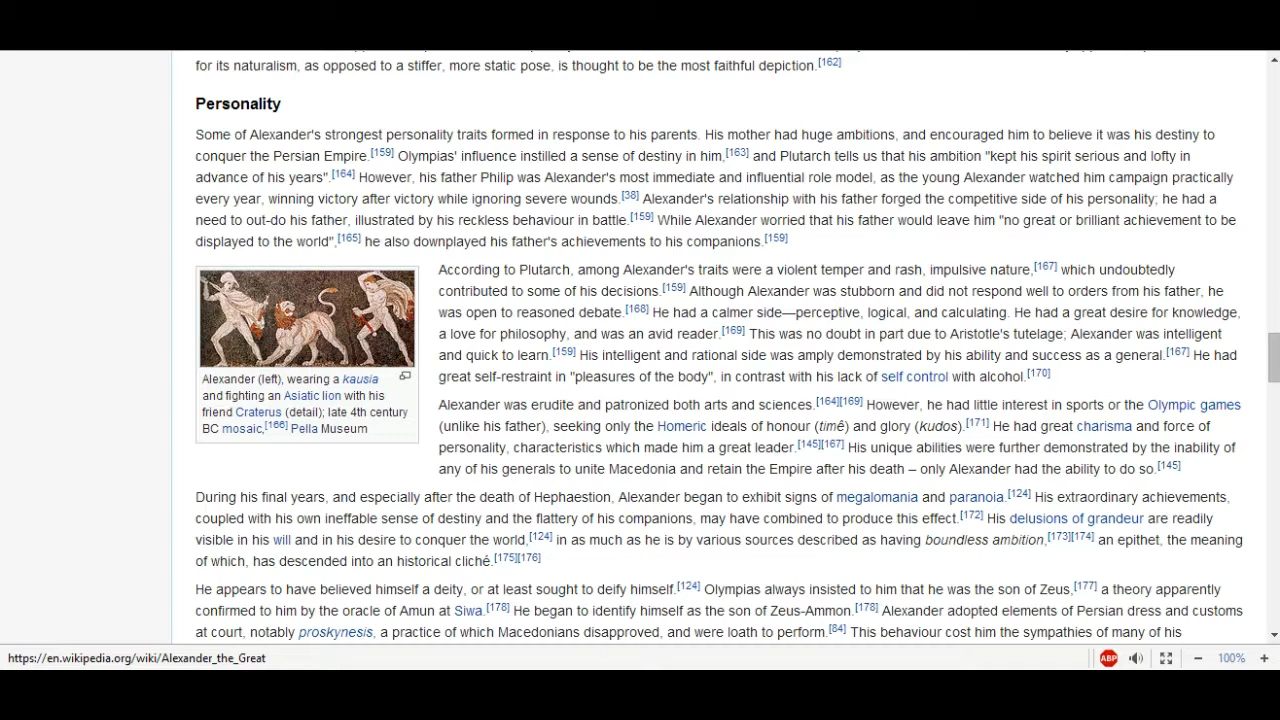 for its naturalism, as opposed to a stiffer, more static pose, is thought to be the most faithful depiction.[162]
Personality
Some of Alexander's strongest personality traits formed in response to his parents. His mother had huge ambitions, and encouraged him to believe it was his destiny to
conquer the Persian Empire.[159] Olympias' influence instilled a sense of destiny in him,[163] and Plutarch tells us that his ambition "kept his spirit serious and lofty in
advance of his years".[164] However, his father Philip was Alexander's most immediate and influential role model, as the young Alexander watched him campaign practically
every year, winning victory after victory while ignoring severe wounds.[38] Alexander's relationship with his father forged the competitive side of his personality; he had a
need to out-do his father, illustrated by his reckless behaviour in battle.[159] While Alexander worried that his father would leave him "no great or brilliant achievement to be
displayed to the world",[165] he also downplayed his father's achievements to his companions.[159]
Alexander (left), wearing a kausia
and fighting an Asiatic lion with his
friend Craterus (detail); late 4th century
BC mosaic,[166] Pella Museum
According to Plutarch, among Alexander's traits were a violent temper and rash, impulsive nature,[167] which undoubtedly
contributed to some of his decisions.[159] Although Alexander was stubborn and did not respond well to orders from his father, he
was open to reasoned debate.[168] He had a calmer side—perceptive, logical, and calculating. He had a great desire for knowledge,
a love for philosophy, and was an avid reader.[169] This was no doubt in part due to Aristotle's tutelage; Alexander was intelligent
and quick to learn.[159] His intelligent and rational side was amply demonstrated by his ability and success as a general.[167] He had
great self-restraint in "pleasures of the body", in contrast with his lack of self control with alcohol.[170]
Alexander was erudite and patronized both arts and sciences.[164][169] However, he had little interest in sports or the Olympic games
(unlike his father), seeking only the Homeric ideals of honour (timê) and glory (kudos).[171] He had great charisma and force of
personality, characteristics which made him a great leader.[145][167] His unique abilities were further demonstrated by the inability of
any of his generals to unite Macedonia and retain the Empire after his death – only Alexander had the ability to do so.[145]
During his final years, and especially after the death of Hephaestion, Alexander began to exhibit signs of megalomania and paranoia.[124] His extraordinary achievements,
coupled with his own ineffable sense of destiny and the flattery of his companions, may have combined to produce this effect.[172] His delusions of grandeur are readily
visible in his will and in his desire to conquer the world,[124] in as much as he is by various sources described as having boundless ambition,[173][174] an epithet, the meaning
of which, has descended into an historical cliché.[175][176]
He appears to have believed himself a deity, or at least sought to deify himself.[124] Olympias always insisted to him that he was the son of Zeus,[177] a theory apparently
confirmed to him by the oracle of Amun at Siwa.[178] He began to identify himself as the son of Zeus-Ammon.[178] Alexander adopted elements of Persian dress and customs
at court, notably proskynesis, a practice of which Macedonians disapproved, and were loath to perform.[84] This behaviour cost him the sympathies of many of his
https://en.wikipedia.org/wiki/Alexander_the_Great
ABP
100%